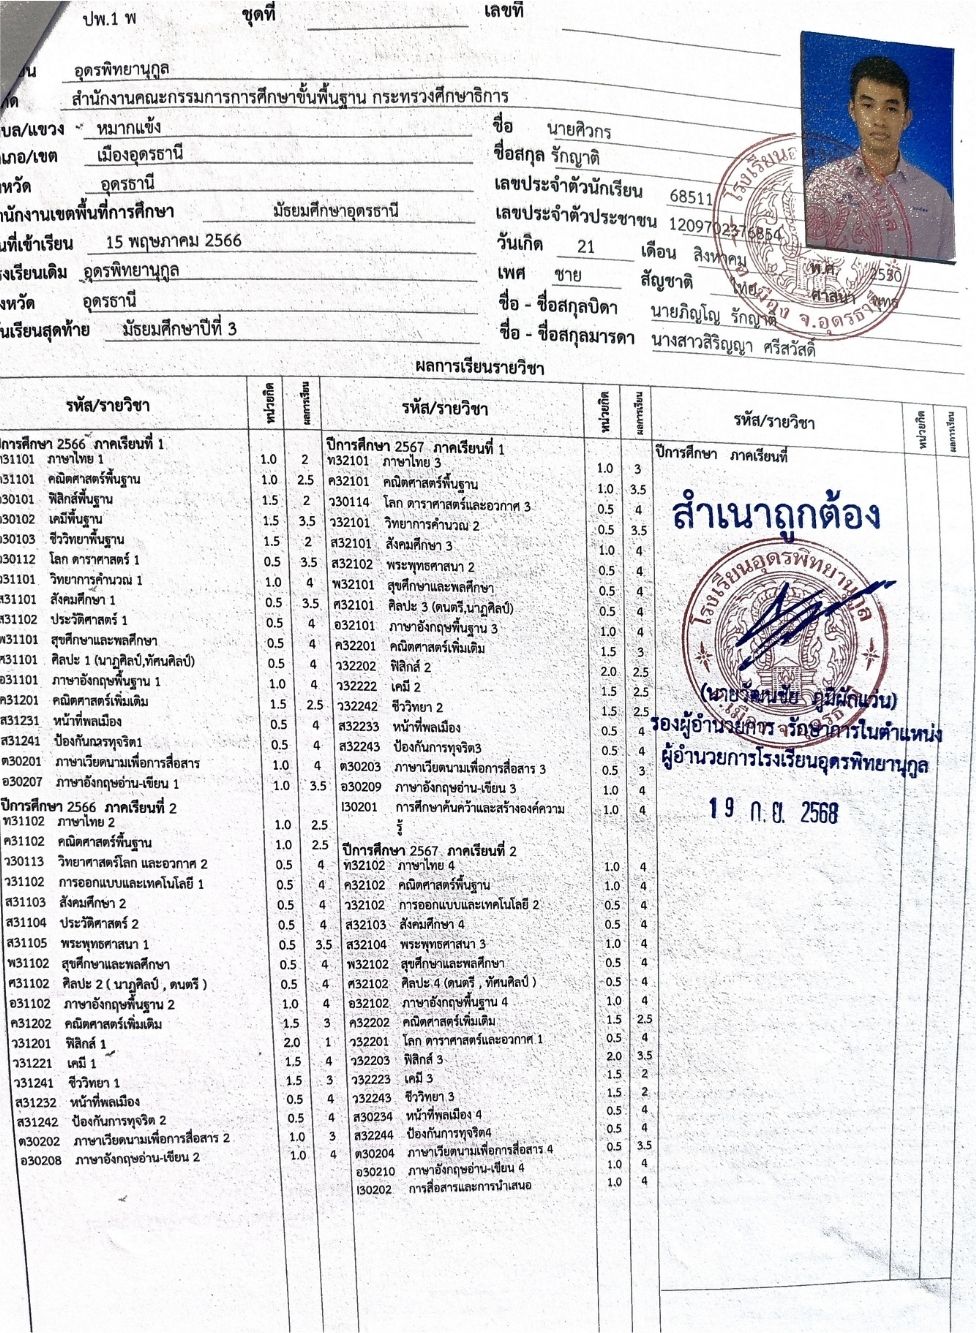 ปพ.1 พ ชุดที่ เลขที่
อุดรพิทยานุกูล
สำนักงานคณะกรรมการการศึกษาขั้นพื้นฐาน กระทรวงศึกษาธิการ
บล/แขวง หมากแข้ง
เภอ/เขต เมืองอุดรธานี
งหวัด อุดรธานี
านักงานเขตพื้นที่การศึกษา มัธยมศึกษาอุดรธานี
นที่เข้าเรียน 15 พฤษภาคม 2566
รงเรียนเดิม อุดรพิทยานุกูล
งหวัด อุดรธานี
นเรียนสุดท้าย มัธยมศึกษาปีที่ 3
ชื่อ นายศิวกร
ชื่อสกุล รักญาติ
เลขประจำตัวนักเรียน 68511
เลขประจำตัวประชาชน 1209702376854
วันเกิด 21 เดือน สิงหาคม พ.ศ. 2550
เพศ ชาย สัญชาติ ไทย ศาสนา พุทธ
ชื่อ - ชื่อสกุลบิดา นายภิญโญ รักญาติ
ชื่อ - ชื่อสกุลมารดา นางสาวสิริญญา ศรีสวัสดิ์
ผลการเรียนรายวิชา
รหัส/รายวิชา หน่วยกิต ผลการเรียน
ปีการศึกษา 2566 ภาคเรียนที่ 1
ท31101 ภาษาไทย 1 1.0 2
ค31101 คณิตศาสตร์พื้นฐาน 1.0 2.5
ว30101 ฟิสิกส์พื้นฐาน 1.5 2
ว30102 เคมีพื้นฐาน 1.5 3.5
ว30103 ชีววิทยาพื้นฐาน 1.5 2
ว30112 โลก ดาราศาสตร์ 1 0.5 3.5
ว31101 วิทยาการคำนวณ 1 1.0 4
ส31101 สังคมศึกษา 1 0.5 3.5
ส31102 ประวัติศาสตร์ 1 0.5 4
พ31101 สุขศึกษาและพลศึกษา 0.5 4
ศ31101 ศิลปะ 1 (นาฏศิลป์,ทัศนศิลป์) 0.5 4
อ31101 ภาษาอังกฤษพื้นฐาน 1 1.0 4
ค31201 คณิตศาสตร์เพิ่มเติม 1.5 2.5
ส31231 หน้าที่พลเมือง 0.5 4
ส31241 ป้องกันการทุจริต1 0.5 4
ต30201 ภาษาเวียดนามเพื่อการสื่อสาร 1.0 4
อ30207 ภาษาอังกฤษอ่าน-เขียน 1 1.0 3.5
ปีการศึกษา 2566 ภาคเรียนที่ 2
ท31102 ภาษาไทย 2 1.0 2.5
ค31102 คณิตศาสตร์พื้นฐาน 1.0 2.5
ว30113 วิทยาศาสตร์โลก และอวกาศ 2 0.5 4
ว31102 การออกแบบและเทคโนโลยี 1 0.5 4
ส31103 สังคมศึกษา 2 0.5 4
ส31104 ประวัติศาสตร์ 2 0.5 4
ส31105 พระพุทธศาสนา 1 0.5 3.5
พ31102 สุขศึกษาและพลศึกษา 0.5 4
ศ31102 ศิลปะ 2 ( นาฏศิลป์ , ดนตรี ) 0.5 4
อ31102 ภาษาอังกฤษพื้นฐาน 2 1.0 4
ค31202 คณิตศาสตร์เพิ่มเติม 1.5 3
ว31201 ฟิสิกส์ 1 2.0 1
ว31221 เคมี 1 1.5 4
ว31241 ชีววิทยา 1 1.5 3
ส31232 หน้าที่พลเมือง 0.5 4
ส31242 ป้องกันการทุจริต 2 0.5 4
ต30202 ภาษาเวียดนามเพื่อการสื่อสาร 2 1.0 3
อ30208 ภาษาอังกฤษอ่าน-เขียน 2 1.0 4
รหัส/รายวิชา หน่วยกิต ผลการเรียน
ปีการศึกษา 2567 ภาคเรียนที่ 1
ท32101 ภาษาไทย 3 1.0 3
ค32101 คณิตศาสตร์พื้นฐาน 1.0 3.5
ว30114 โลก ดาราศาสตร์และอวกาศ 3 0.5 4
ว32101 วิทยาการคำนวณ 2 0.5 3.5
ส32101 สังคมศึกษา 3 1.0 4
ส32102 พระพุทธศาสนา 2 0.5 4
พ32101 สุขศึกษาและพลศึกษา 0.5 4
ศ32101 ศิลปะ 3 (ดนตรี,นาฏศิลป์) 0.5 4
อ32101 ภาษาอังกฤษพื้นฐาน 3 1.0 4
ค32201 คณิตศาสตร์เพิ่มเติม 1.5 3
ว32202 ฟิสิกส์ 2 2.0 2.5
ว32222 เคมี 2 1.5 2.5
ว32242 ชีววิทยา 2 1.5 2.5
ส32233 หน้าที่พลเมือง 0.5 4
ส32243 ป้องกันการทุจริต3 0.5 4
ต30203 ภาษาเวียดนามเพื่อการสื่อสาร 3 0.5 3
อ30209 ภาษาอังกฤษอ่าน-เขียน 3 1.0 4
I30201 การศึกษาค้นคว้าและสร้างองค์ความ 1.0 4
รู้
ปีการศึกษา 2567 ภาคเรียนที่ 2
ท32102 ภาษาไทย 4 1.0 4
ค32102 คณิตศาสตร์พื้นฐาน 1.0 4
ว32102 การออกแบบและเทคโนโลยี 2 0.5 4
ส32103 สังคมศึกษา 4 0.5 4
ส32104 พระพุทธศาสนา 3 1.0 4
พ32102 สุขศึกษาและพลศึกษา 0.5 4
ศ32102 ศิลปะ 4 (ดนตรี , ทัศนศิลป์) 0.5 4
อ32102 ภาษาอังกฤษพื้นฐาน 4 1.0 4
ค32202 คณิตศาสตร์เพิ่มเติม 1.5 2.5
ว32201 โลก ดาราศาสตร์และอวกาศ 1 0.5 4
ว32203 ฟิสิกส์ 3 2.0 3.5
ว32223 เคมี 3 1.5 2
ว32243 ชีววิทยา 3 1.5 2
ส30234 หน้าที่พลเมือง 4 0.5 4
ส32244 ป้องกันการทุจริต4 0.5 4
ต30204 ภาษาเวียดนามเพื่อการสื่อสาร 4 0.5 3.5
อ30210 ภาษาอังกฤษอ่าน-เขียน 4 1.0 4
I30202 การสื่อสารและการนำเสนอ 1.0 4
รหัส/รายวิชา หน่วยกิต ผลการเรียน
ปีการศึกษา ภาคเรียนที่
สำเนาถูกต้อง
โรงเรียนอุดรพิทยานุกูล
(นายวัฒนชัย ภูมิผักแว่น)
รองผู้อำนวยการ รักษาการในตำแหน่ง
ผู้อำนวยการโรงเรียนอุดรพิทยานุกูล
19 ก.ย. 2568